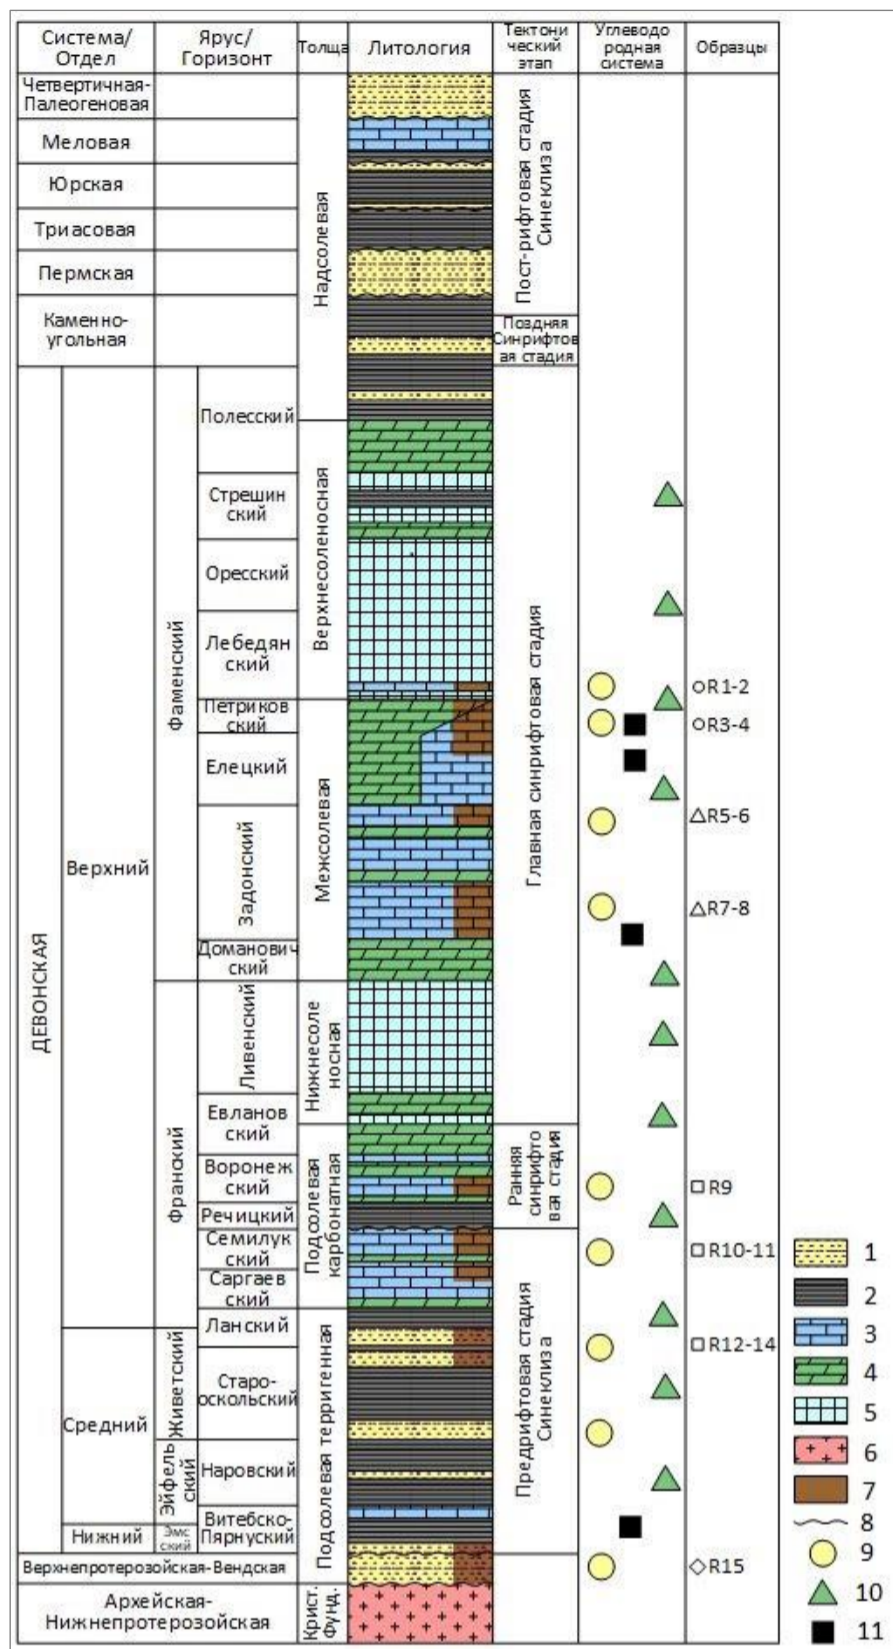 Система/
Отдел
Ярус/
Горизонт
Толща
Литология
Тектони
ческий
этап
Углеводо
родная
система
Образцы
Четвертичная-
Палеогеновая
Меловая
Юрская
Триасовая
Пермская
Каменно-
угольная
Надсолевая
Пост-рифтовая стадия
Синеклиза
Поздняя
Синрифтов
ая стадия
ДЕВОНСКАЯ
Верхний
Фаменский
Полесский
Стрешин
ский
Оресский
Лебедян
ский
Верхнесоленосная
Главная синрифтовая стадия
R1-2
Петриков
ский
R3-4
Елецкий
Межсолевая
Задонский
R5-6
R7-8
Доманович
ский
Франский
Ливенский
Нижнесоле
носная
Евланов
ский
Воронеж
ский
Подсолевая
карбонатная
Ранняя
синрифто
вая стадия
R9
Речицкий
Семилук
ский
R10-11
Саргаев
ский
Предрифтовая стадия
Синеклиза
Ланский
Подсолевая терригенная
R12-14
Средний
Живетский
Старо-
оскольский
Эйфель
ский
Наровский
Витебско-
Пярнуский
Нижний
Эмс
ский
Верхнепротерозойская-Вендская
R15
Архейская-
Нижнепротерозойская
Крист.
Фунд.
1
2
3
4
5
6
7
8
9
10
11